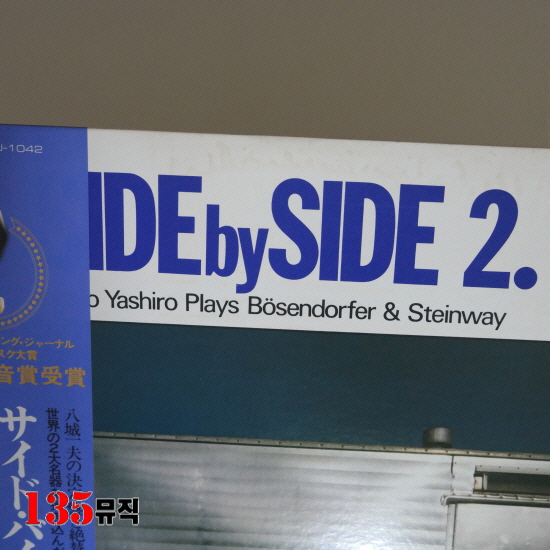 J-1042
IDE by SIDE 2.
o Yashiro Plays Bösendorfer & Steinway
ング・ジャーナル
スク大賞
音賞受賞
サイド・バイ
八城一夫の決定
世界の2大名器
135뮤직